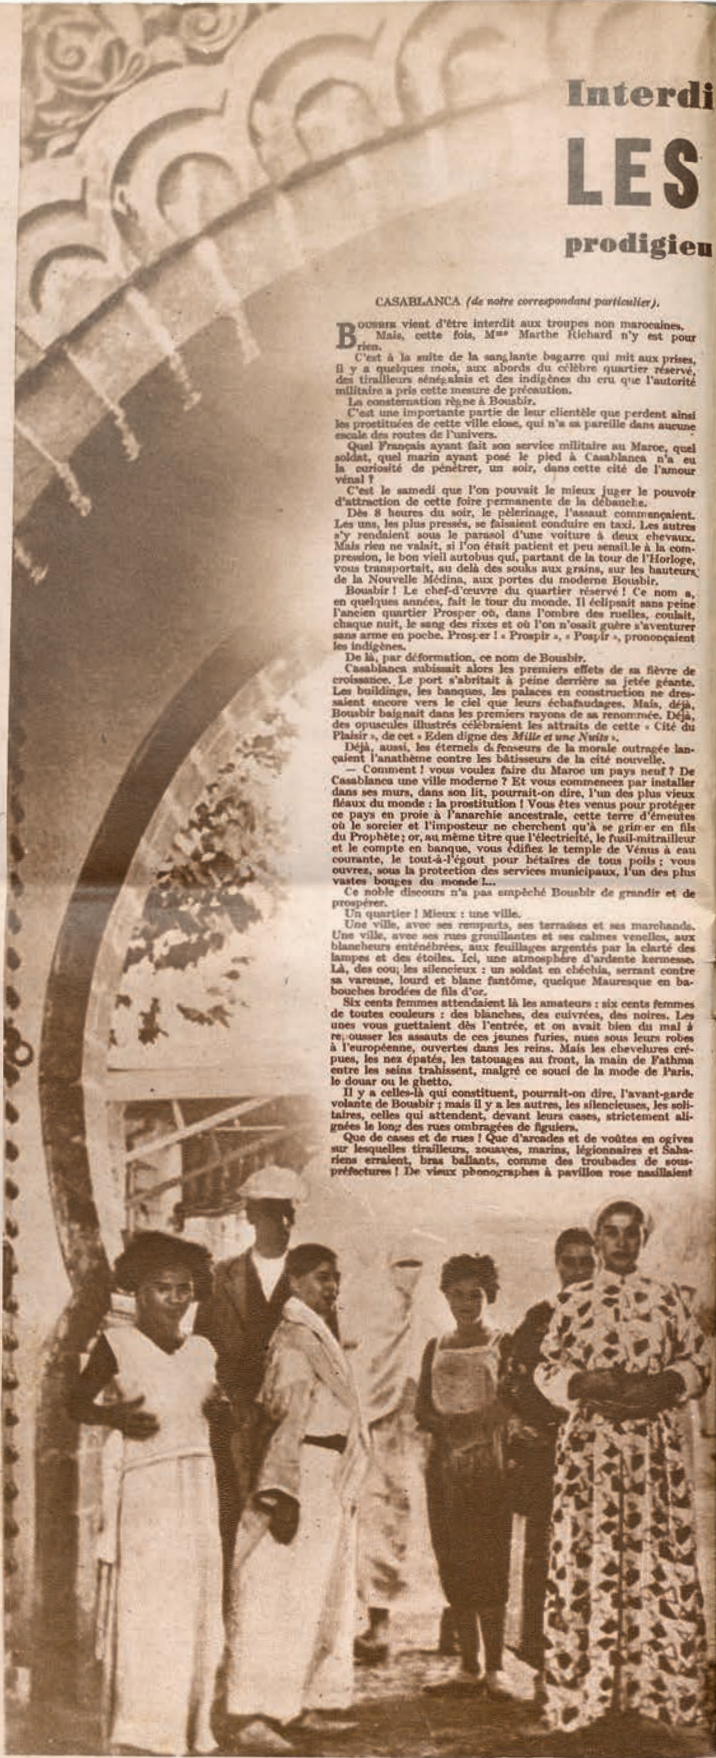 Interdi
LES
prodigieu
CASABLANCA (de notre correspondant particulier).
BOUSBIR vient d'être interdit aux troupes non marocaines.
Mais, cette fois, Mme Marthe Richard n'y est pour
rien.
C'est à la suite de la sanglante bagarre qui mit aux prises,
il y a quelques mois, aux abords du célèbre quartier réservé,
des tirailleurs sénégalais et des indigènes du cru que l'autorité
militaire a pris cette mesure de précaution.
La consternation règne à Bousbir.
C'est une importante partie de leur clientèle que perdent ainsi
les prostituées de cette ville close, qui n'a sa pareille dans aucune
escale des routes de l'univers.
Quel Français ayant fait son service militaire au Maroc, quel
soldat, quel marin ayant posé le pied à Casablanca n'a eu
la curiosité de pénétrer, un soir, dans cette cité de l'amour
vénal ?
C'est le samedi que l'on pouvait le mieux juger le pouvoir
d'attraction de cette foire permanente de la débauche.
Dès 8 heures du soir, le pèlerinage, l'assaut commençaient.
Les uns, les plus pressés, se faisaient conduire en taxi. Les autres
s'y rendaient sous le parasol d'une voiture à deux chevaux.
Mais rien ne valait, si l'on était patient et peu sensible à la com-
pression, le bon vieil autobus qui, partant de la tour de l'Horloge,
vous transportait, au delà des souks aux grains, sur les hauteurs
de la Nouvelle Médina, aux portes du moderne Bousbir.
Bousbir ! Le chef-d'œuvre du quartier réservé ! Ce nom a,
en quelques années, fait le tour du monde. Il éclipsait sans peine
l'ancien quartier Prosper où, dans l'ombre des ruelles, coulait,
chaque nuit, le sang des rixes et où l'on n'osait guère s'aventurer
sans arme en poche. Prosper ! « Prospir », « Pospir », prononçaient
les indigènes.
De là, par déformation, ce nom de Bousbir.
Casablanca subissait alors les premiers effets de sa fièvre de
croissance. Le port s'abritait à peine derrière sa jetée géante.
Les buildings, les banques, les palaces en construction ne dres-
saient encore vers le ciel que leurs échafaudages. Mais, déjà,
Bousbir baignait dans les premiers rayons de sa renommée. Déjà,
des opuscules illustrés célébraient les attraits de cette « Cité du
Plaisir », de cet « Eden digne des Mille et une Nuits ».
Déjà, aussi, les éternels défenseurs de la morale outragée lan-
çaient l'anathème contre les bâtisseurs de la cité nouvelle.
— Comment ! vous voulez faire du Maroc un pays neuf ? De
Casablanca une ville moderne ? Et vous commencez par installer
dans ses murs, dans son lit, pourrait-on dire, l'un des plus vieux
fléaux du monde : la prostitution ! Vous êtes venus pour protéger
ce pays en proie à l'anarchie ancestrale, cette terre d'émeutes
où le sorcier et l'imposteur ne cherchent qu'à se grimer en fils
du Prophète ; or, au même titre que l'électricité, le fusil-mitrailleur
et le compte en banque, vous édifiez le temple de Vénus à eau
courante, le tout-à-l'égout pour hétaïres de tous poils ; vous
ouvrez, sous la protection des services municipaux, l'un des plus
vastes bouges du monde !...
Ce noble discours n'a pas empêché Bousbir de grandir et de
prospérer.
Un quartier ! Mieux : une ville.
Une ville, avec ses remparts, ses terrasses et ses marchands.
Une ville, avec ses rues grouillantes et ses calmes venelles, aux
blancheurs enténébrées, aux feuillages argentés par la clarté des
lampes et des étoiles. Ici, une atmosphère d'ardente kermesse.
Là, des couples silencieux : un soldat en chéchia, serrant contre
sa vareuse, lourd et blanc fantôme, quelque Mauresque en ba-
bouches brodées de fils d'or.
Six cents femmes attendaient là les amateurs : six cents femmes
de toutes couleurs : des blanches, des cuivrées, des noires. Les
unes vous guettaient dès l'entrée, et on avait bien du mal à
repousser les assauts de ces jeunes furies, nues sous leurs robes
à l'européenne, ouvertes dans les reins. Mais les chevelures cré-
pues, les nez épatés, les tatouages au front, la main de Fathma
entre les seins trahissent, malgré ce souci de la mode de Paris,
le douar ou le ghetto.
Il y a celles-là qui constituent, pourrait-on dire, l'avant-garde
volante de Bousbir ; mais il y a les autres, les silencieuses, les soli-
taires, celles qui attendent, devant leurs cases, strictement ali-
gnées le long des rues ombragées de figuiers.
Que de cases et de rues ! Que d'arcades et de voûtes en ogives
sur lesquelles tirailleurs, zouaves, marins, légionnaires et Saha-
riens erraient, bras ballants, comme des troubades de sous-
préfectures ! De vieux phonographes à pavillon rose nasillaient